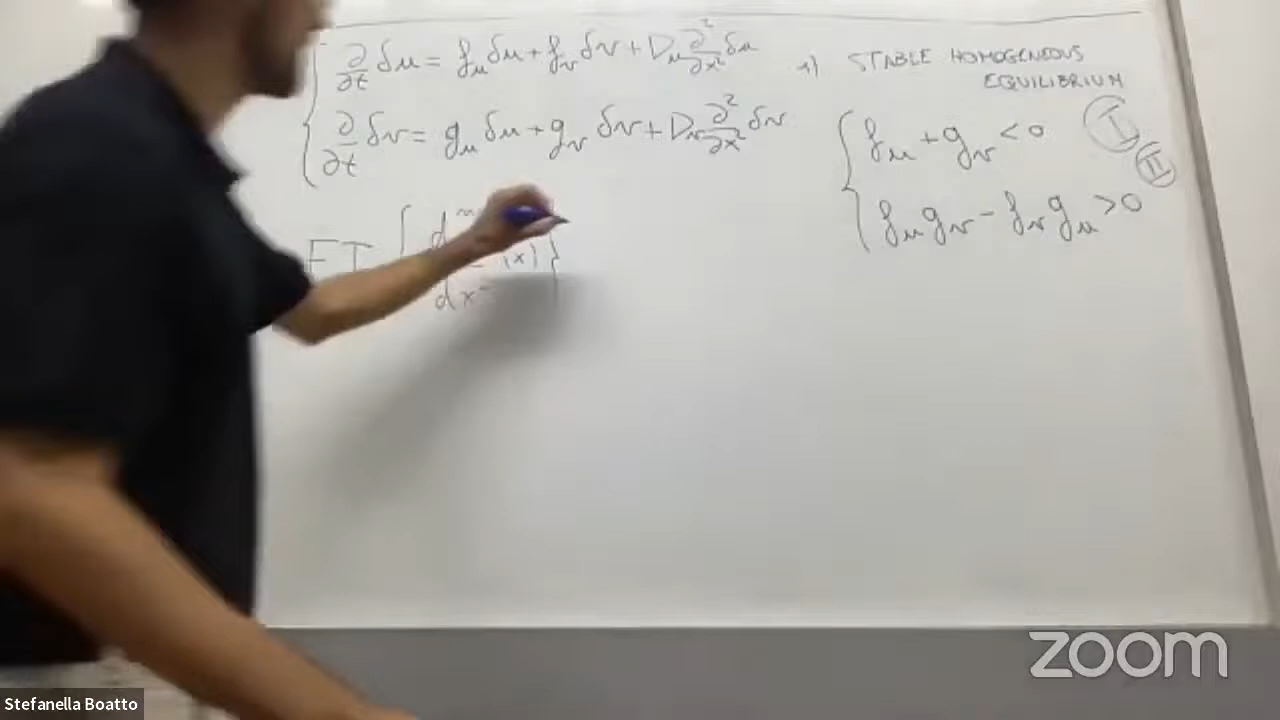 ∂/∂t δu = f_u δu + f_v δv + D_u ∂²/∂x² δu
1) STABLE HOMOGENEOUS
EQUILIBRIUM
∂/∂t δv = g_u δu + g_v δv + D_v ∂²/∂x² δv
f_u + g_v < 0
I
II
f_u g_v - f_v g_u > 0
FT { d (x) }
dx
zoom
Stefanella Boatto